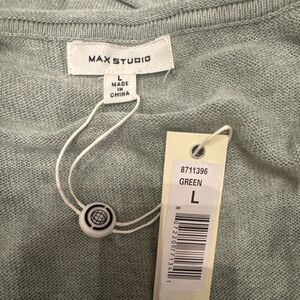 MAX STUDIO
L
MADE
IN
CHINA
8711396
GREEN
L